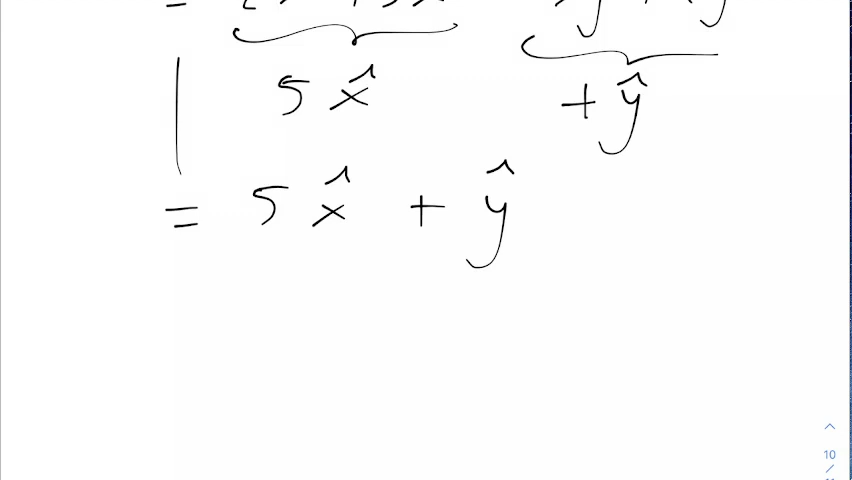 5 x̂ + ŷ
= 5 x̂ + ŷ
10
/